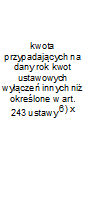 kwota
przypadających na
dany rok kwot
ustawowych
wyłączeń innych niż
określone w art.
243 ustawy6) x